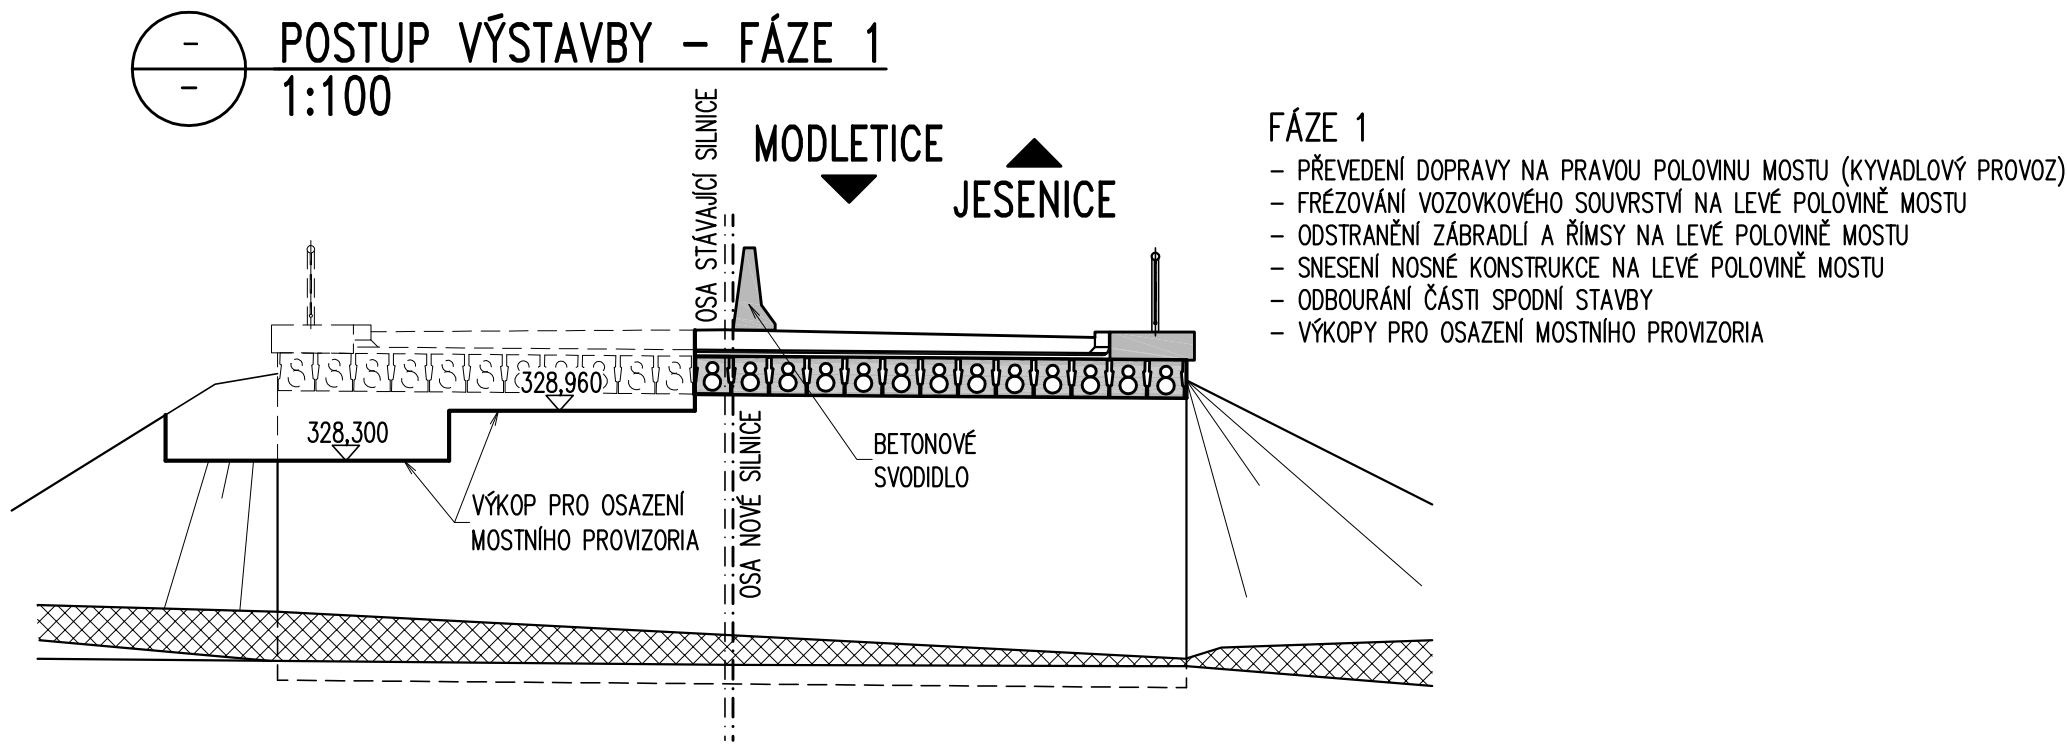 -
-
POSTUP VÝSTAVBY - FÁZE 1
1:100
OSA STÁVAJÍCÍ SILNICE
MODLETICE
JESENICE
FÁZE 1
- PŘEVEDENÍ DOPRAVY NA PRAVOU POLOVINU MOSTU (KYVADLOVÝ PROVOZ)
- FRÉZOVÁNÍ VOZOVKOVÉHO SOUVRSTVÍ NA LEVÉ POLOVINĚ MOSTU
- ODSTRANĚNÍ ZÁBRADLÍ A ŘÍMSY NA LEVÉ POLOVINĚ MOSTU
- SNESENÍ NOSNÉ KONSTRUKCE NA LEVÉ POLOVINĚ MOSTU
- ODBOURÁNÍ ČÁSTI SPODNÍ STAVBY
- VÝKOPY PRO OSAZENÍ MOSTNÍHO PROVIZORIA
328,960
328,300
BETONOVÉ
SVODIDLO
VÝKOP PRO OSAZENÍ
MOSTNÍHO PROVIZORIA
OSA NOVÉ SILNICE